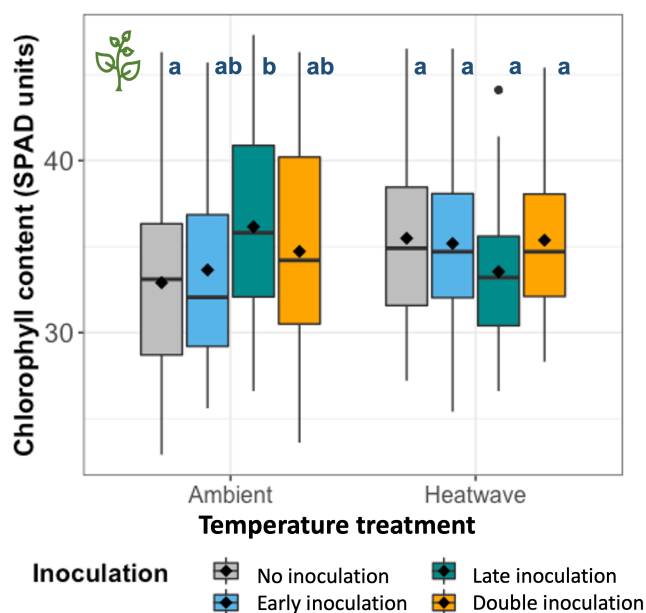 Chlorophyll content (SPAD units)
a ab b ab a a a a
40
30
Ambient Heatwave
Temperature treatment
Inoculation
No inoculation Late inoculation
Early inoculation Double inoculation